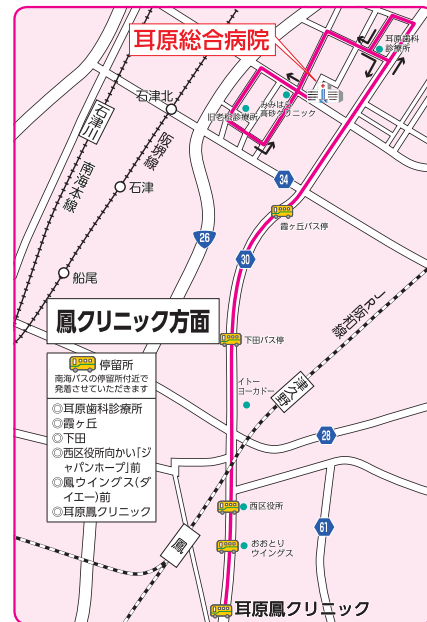 耳原総合病院
耳原歯科
診療所
石津北
みみはら
高砂クリニック
旧老松診療所
石津川
阪堺線
南海本線
石津
34
霞ヶ丘バス停
26
30
船尾
JR阪和線
鳳クリニック方面
下田バス停
停留所
南海バスの停留所付近で
発着させていただきます
◎耳原歯科診療所
◎霞ヶ丘
◎下田
◎西区役所向かい「ジ
ャパンホープ」前
◎鳳ウイングス(ダ
イエー)前
◎耳原鳳クリニック
イトー
ヨーカドー
津久野
28
西区役所
61
鳳
おおとり
ウイングス
耳原鳳クリニック